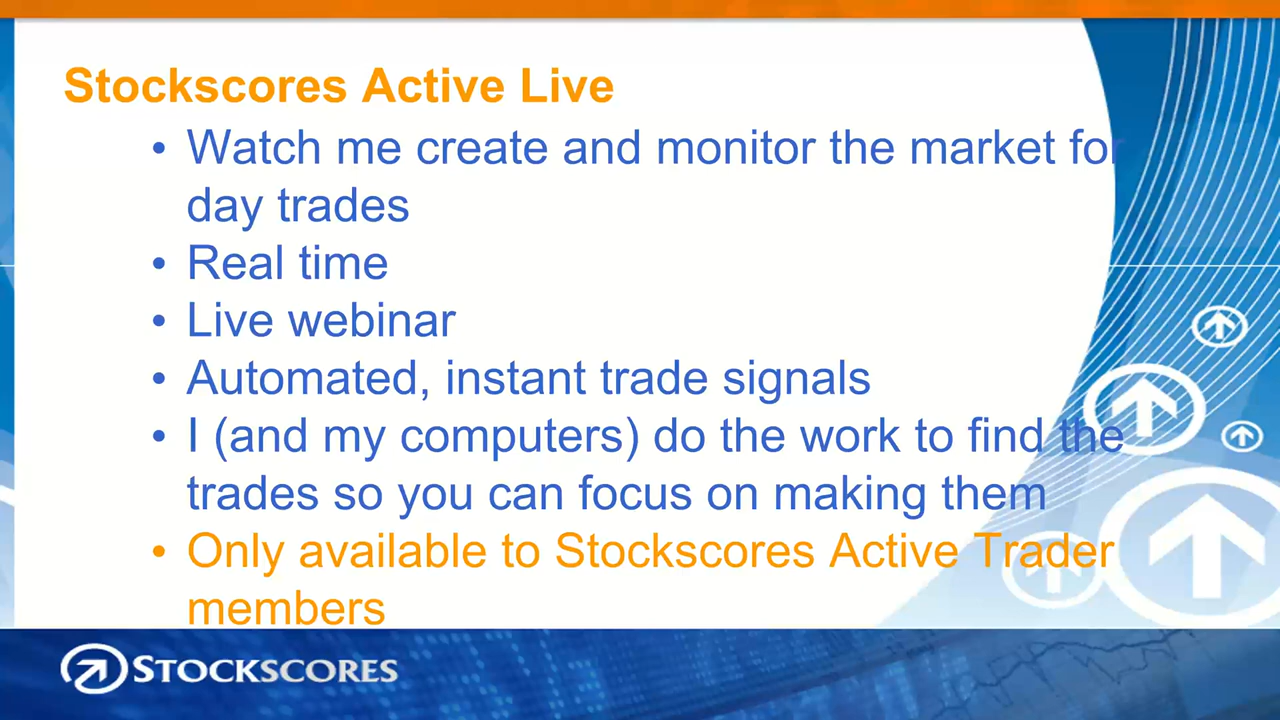 Stockscores Active Live
• Watch me create and monitor the market for
day trades
• Real time
• Live webinar
• Automated, instant trade signals
• I (and my computers) do the work to find the
trades so you can focus on making them
• Only available to Stockscores Active Trader
members
STOCKSCORES